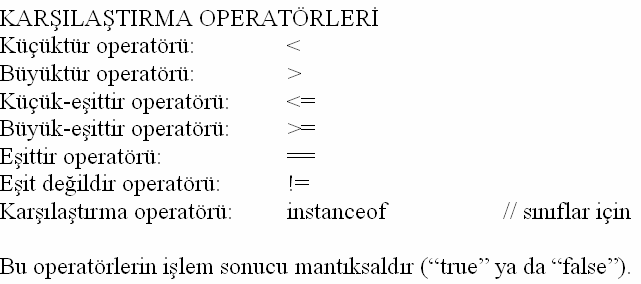 KARŞILAŞTIRMA OPERATÖRLERİ
Küçüktür operatörü: <
Büyüktür operatörü: >
Küçük-eşittir operatörü: <=
Büyük-eşittir operatörü: >=
Eşittir operatörü: ==
Eşit değildir operatörü: !=
Karşılaştırma operatörü: instanceof // sınıflar için
Bu operatörlerin işlem sonucu mantıksaldır (“true” ya da “false”).